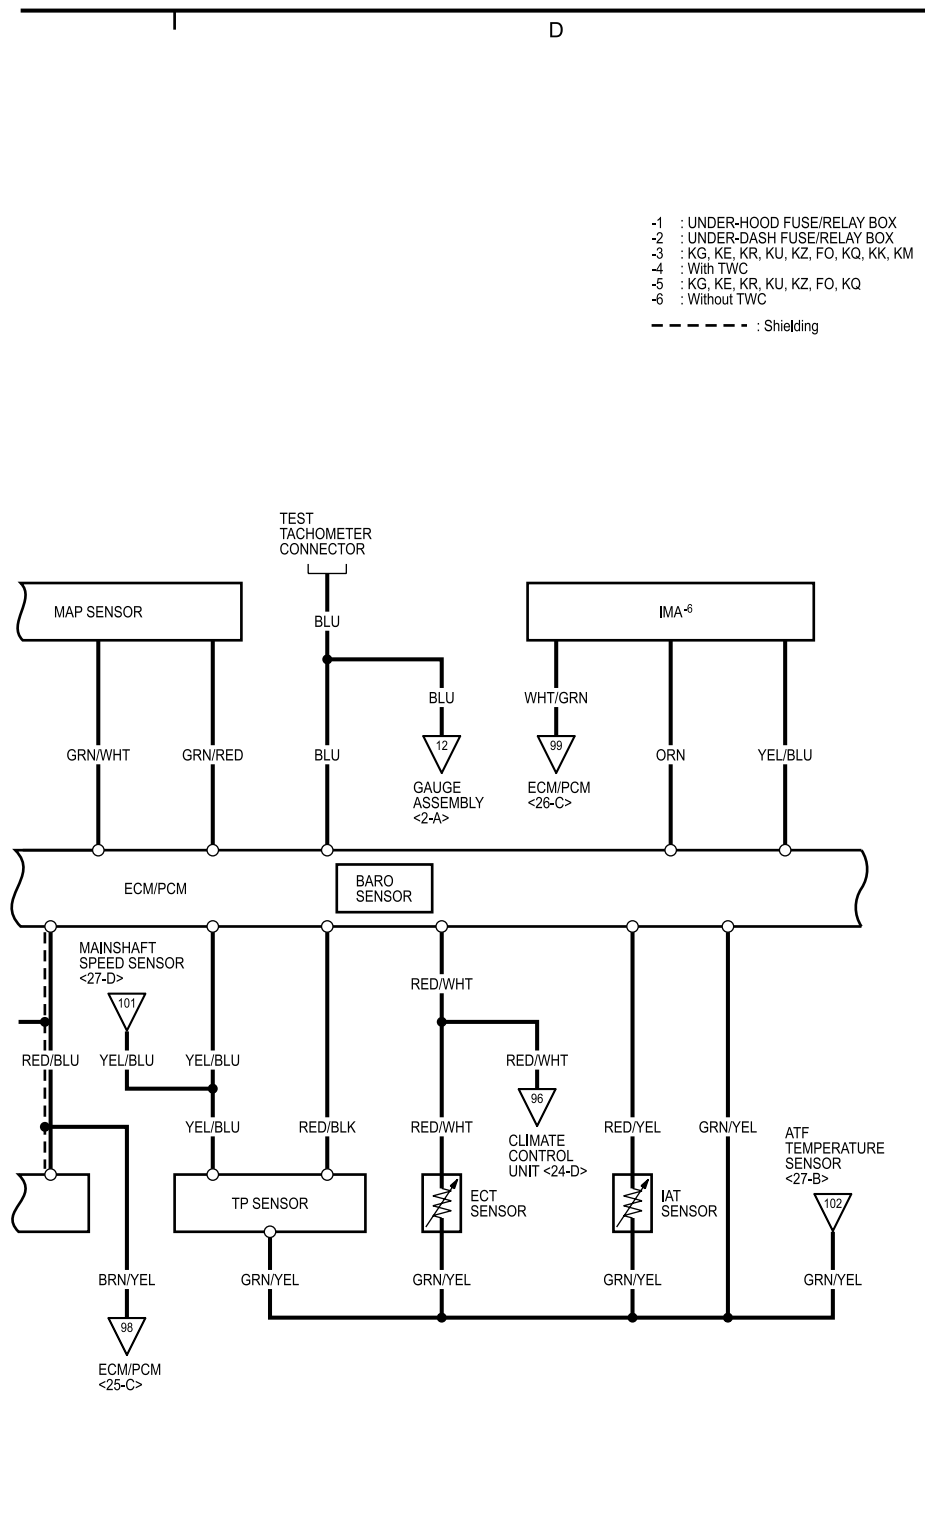 D
-1 : UNDER-HOOD FUSE/RELAY BOX
-2 : UNDER-DASH FUSE/RELAY BOX
-3 : KG, KE, KR, KU, KZ, FO, KQ, KK, KM
-4 : With TWC
-5 : KG, KE, KR, KU, KZ, FO, KQ
-6 : Without TWC
: Shielding
TEST
TACHOMETER
CONNECTOR
MAP SENSOR
IMA-6
BLU
BLU
WHT/GRN
GRN/WHT
GRN/RED
BLU
12
99
ORN
YEL/BLU
GAUGE
ASSEMBLY
<2-A>
ECM/PCM
<26-C>
ECM/PCM
BARO
SENSOR
MAINSHAFT
SPEED SENSOR
<27-D>
101
RED/WHT
RED/BLU
YEL/BLU
YEL/BLU
RED/WHT
96
YEL/BLU
RED/BLK
RED/WHT
CLIMATE
CONTROL
UNIT <24-D>
RED/YEL
GRN/YEL
ATF
TEMPERATURE
SENSOR
<27-B>
102
TP SENSOR
ECT
SENSOR
IAT
SENSOR
BRN/YEL
GRN/YEL
GRN/YEL
GRN/YEL
GRN/YEL
98
ECM/PCM
<25-C>